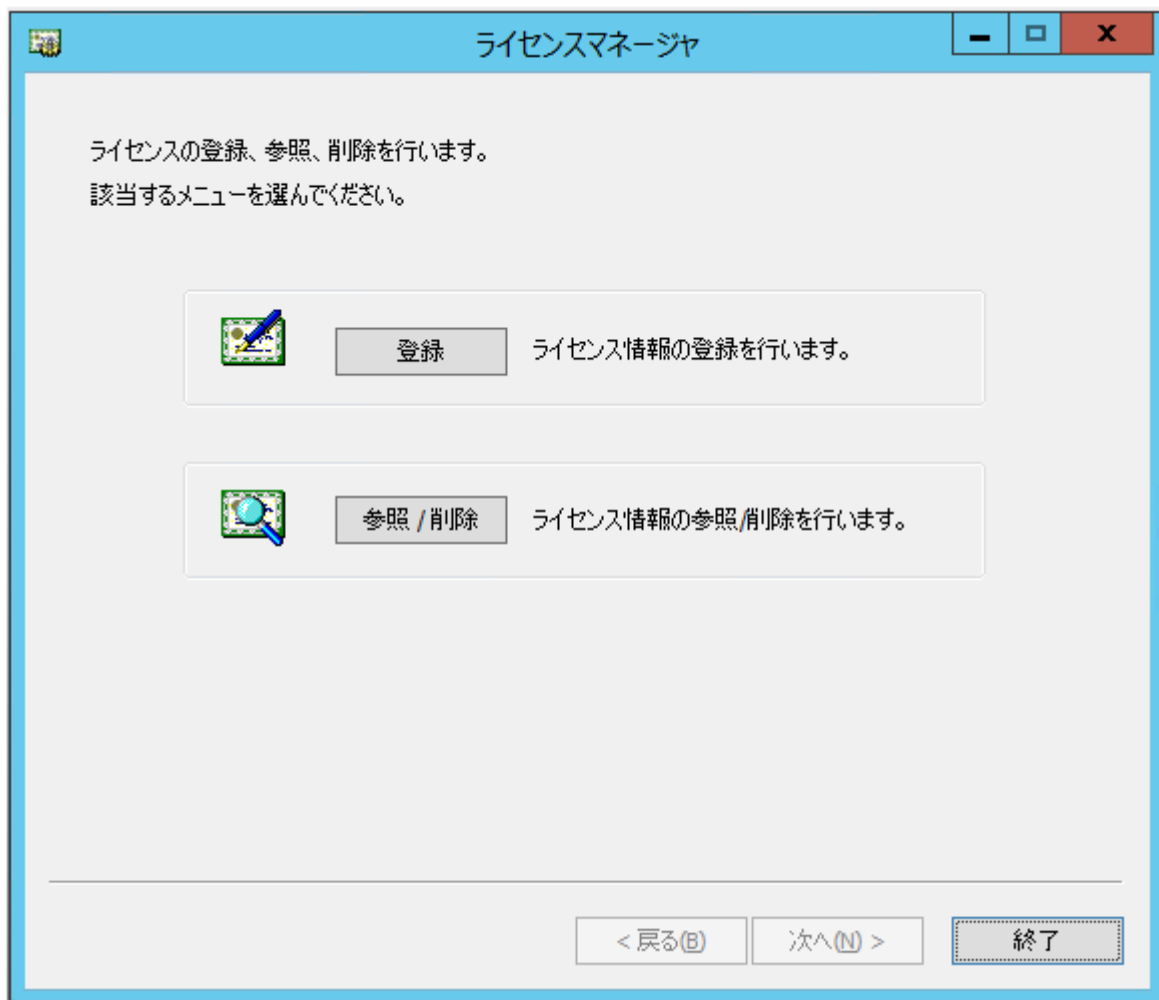 ライセンスマネージャ
ライセンスの登録、参照、削除を行います。
該当するメニューを選んでください。
登録 ライセンス情報の登録を行います。
参照 /削除 ライセンス情報の参照/削除を行います。
< 戻る(B) 次へ(N) > 終了